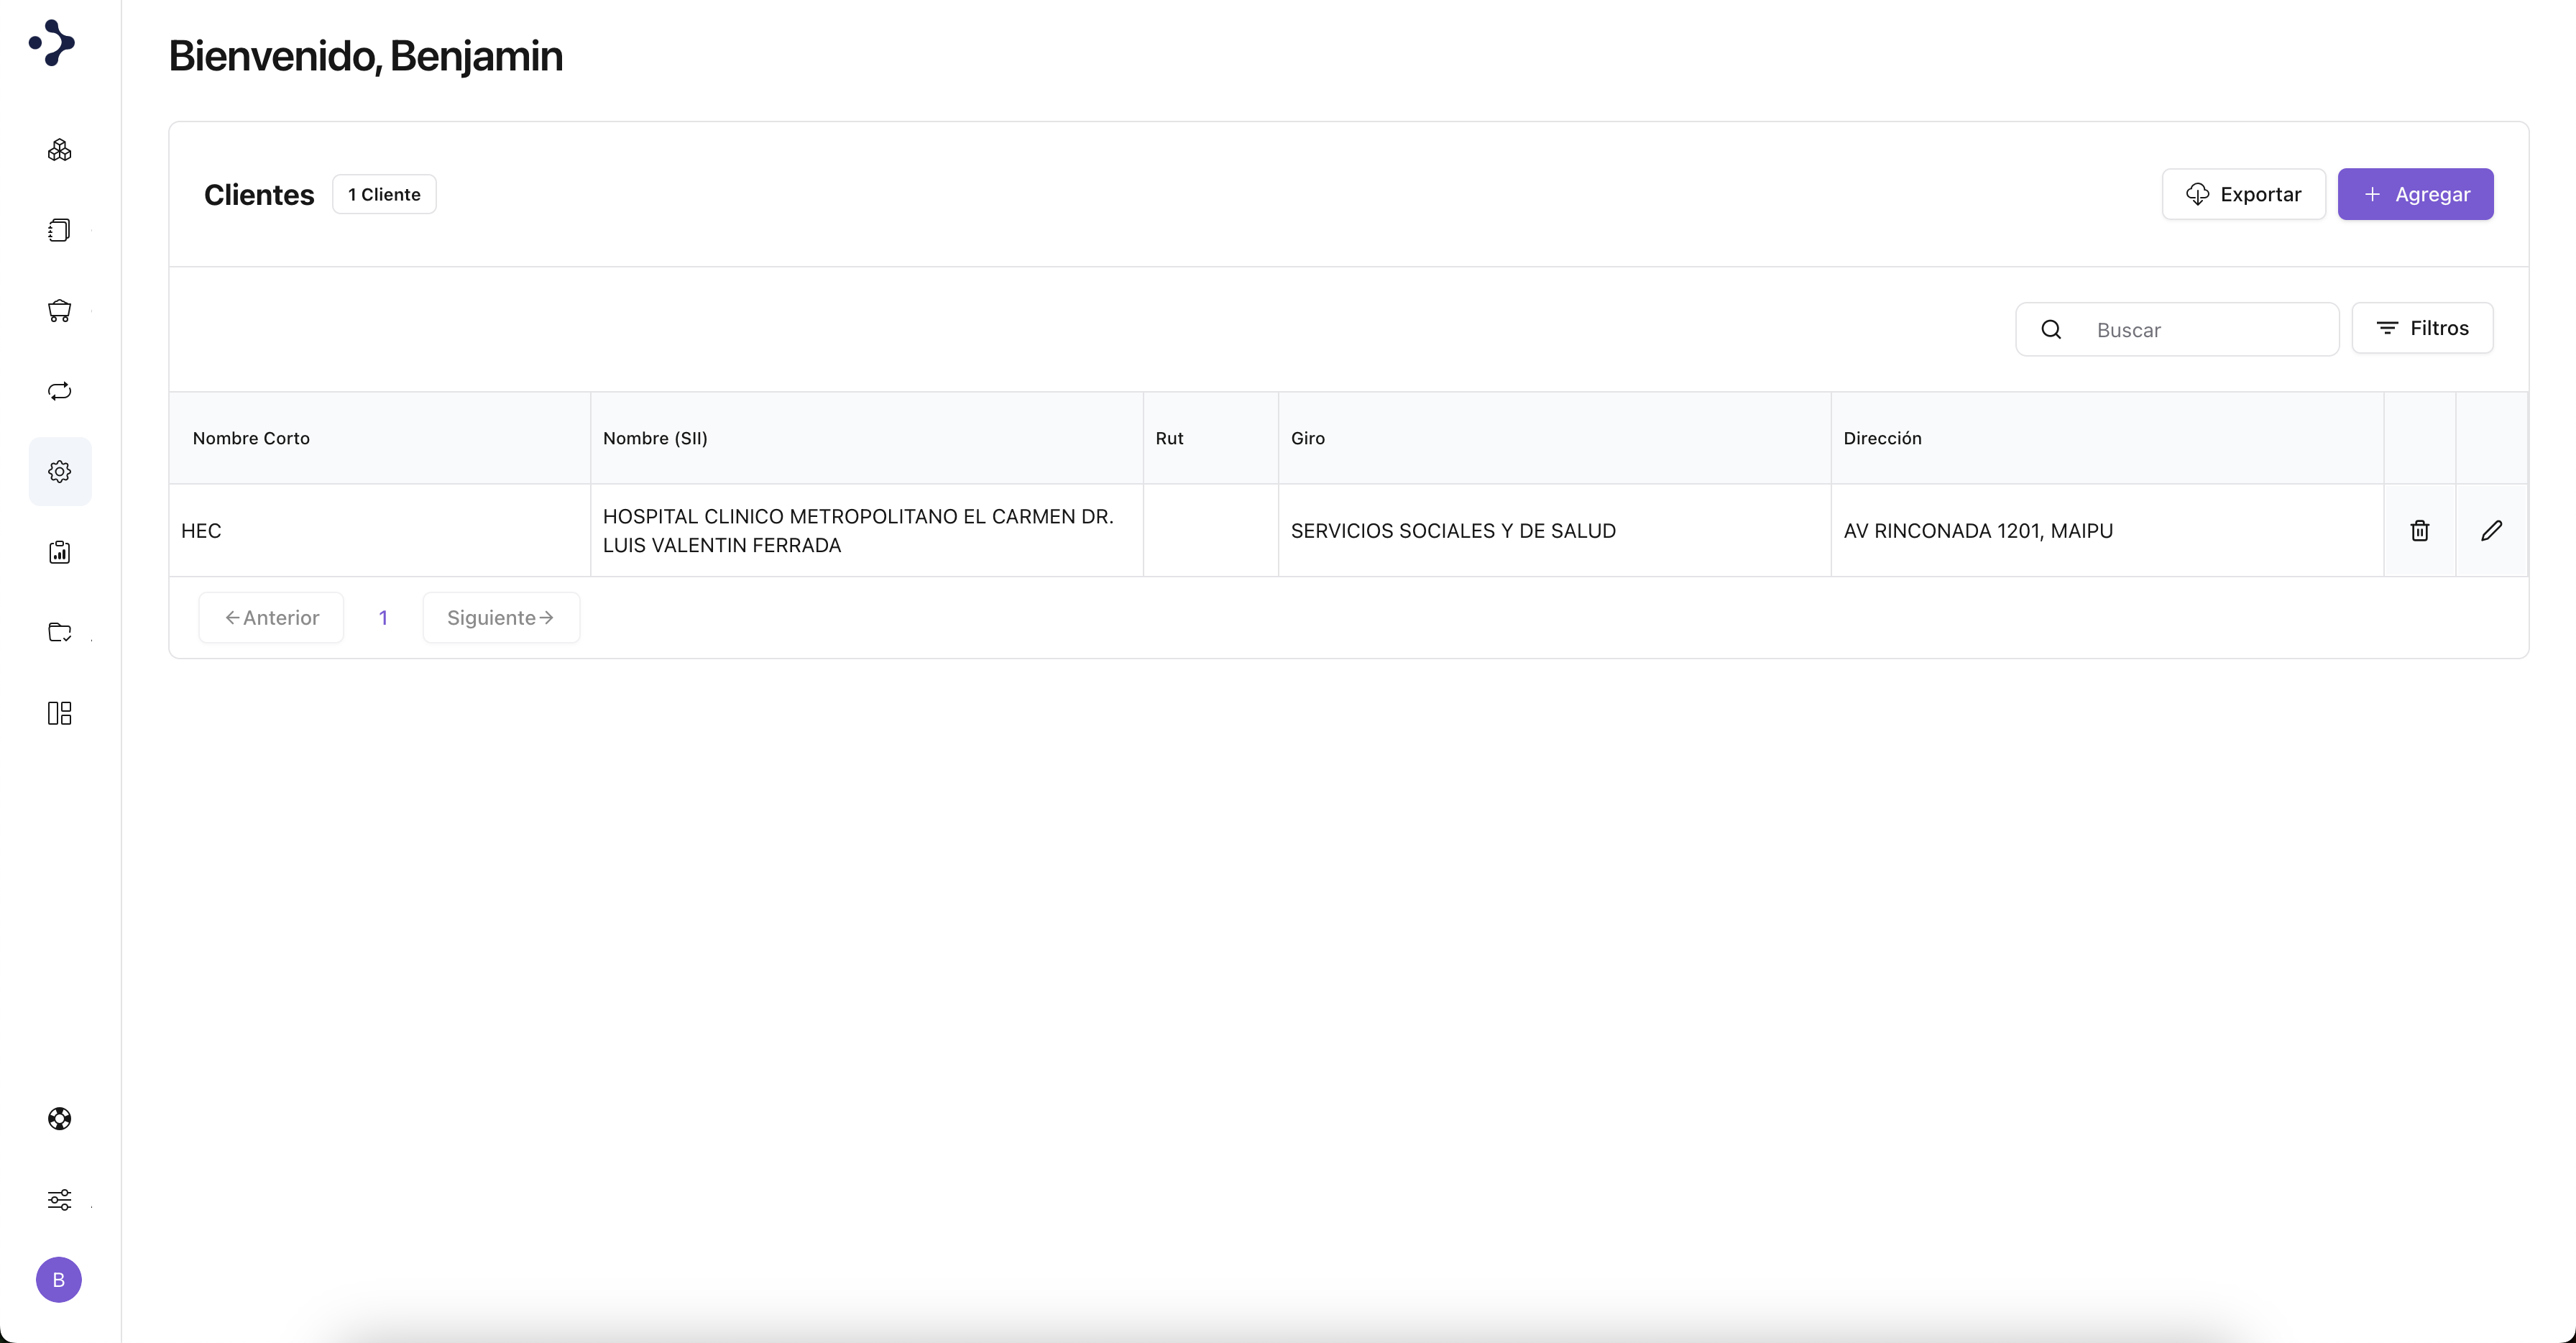 Bienvenido, Benjamin
Clientes
1 Cliente
Exportar
+ Agregar
Buscar
Filtros
Nombre Corto
Nombre (SII)
Rut
Giro
Dirección
HEC
HOSPITAL CLINICO METROPOLITANO EL CARMEN DR.
LUIS VALENTIN FERRADA
SERVICIOS SOCIALES Y DE SALUD
AV RINCONADA 1201, MAIPU
←Anterior
1
Siguiente→
B